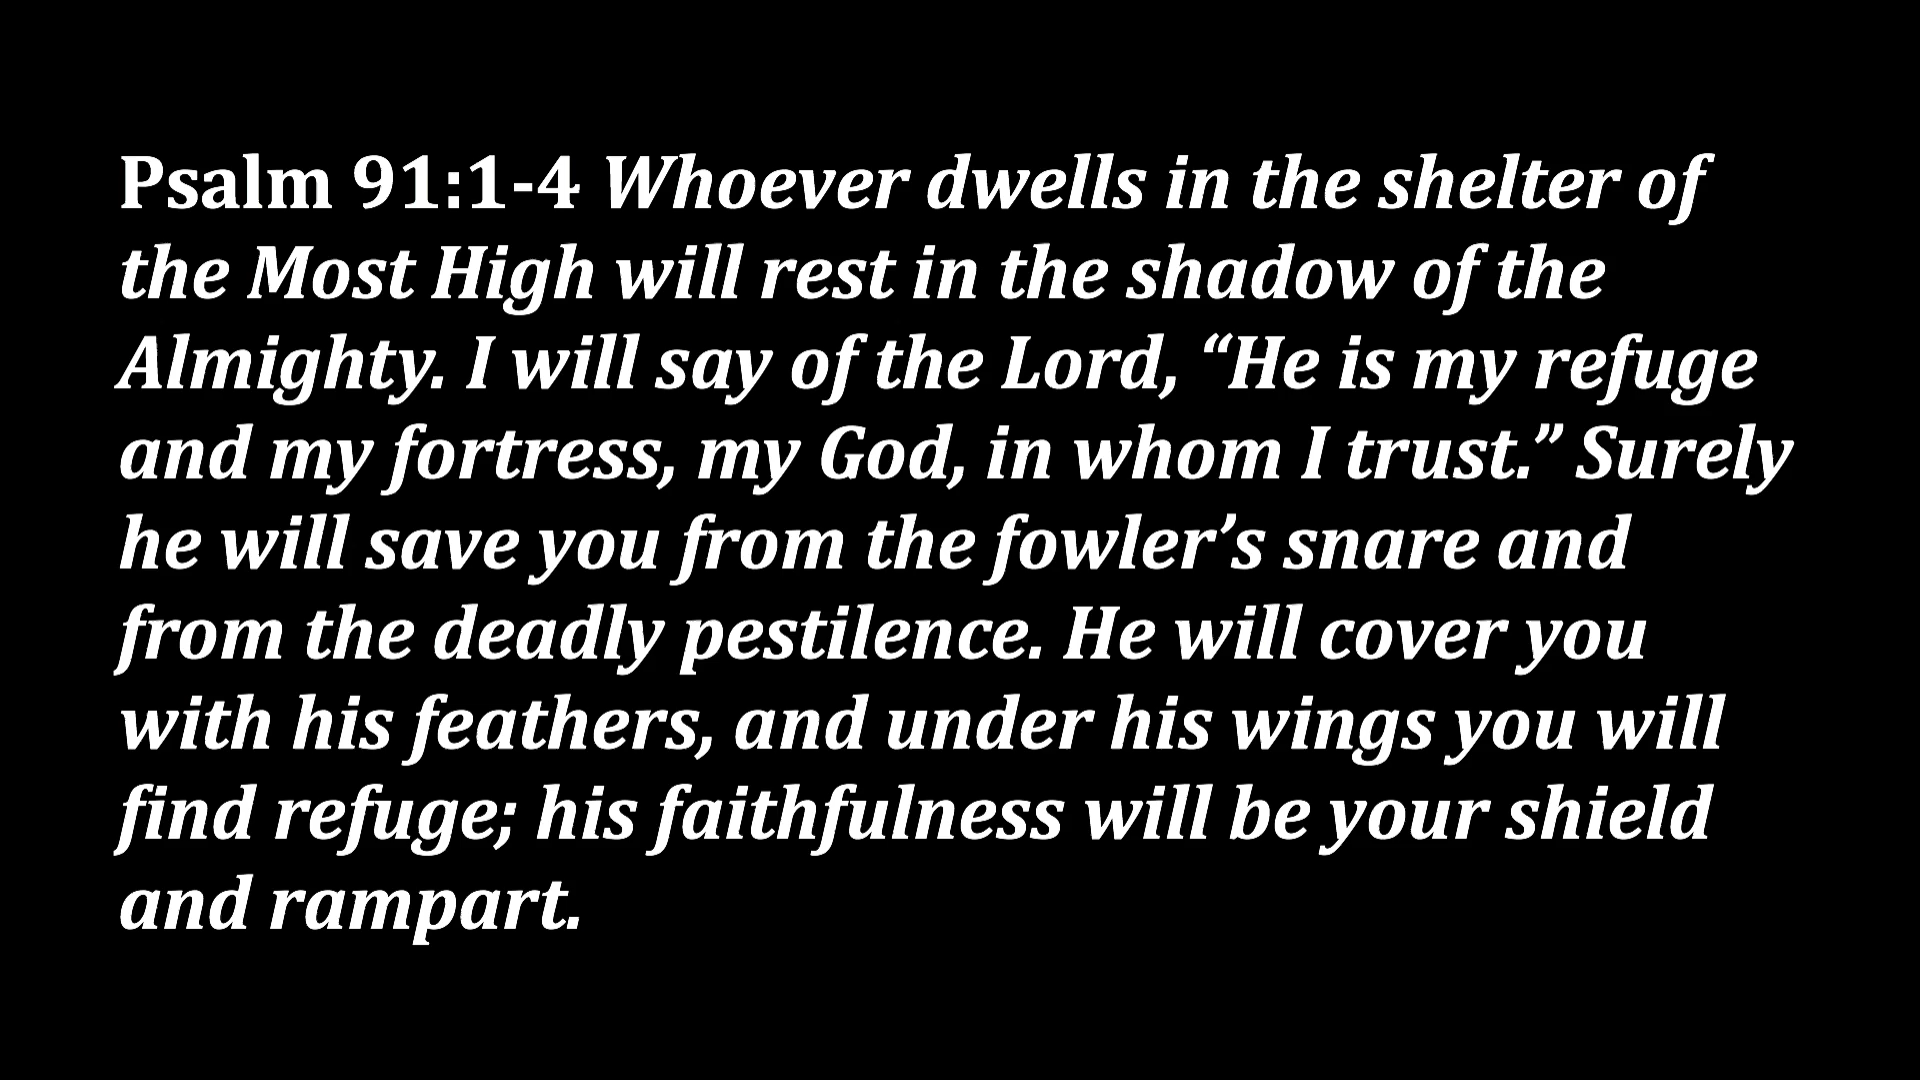 Psalm 91:1-4 Whoever dwells in the shelter of
the Most High will rest in the shadow of the
Almighty. I will say of the Lord, “He is my refuge
and my fortress, my God, in whom I trust.” Surely
he will save you from the fowler’s snare and
from the deadly pestilence. He will cover you
with his feathers, and under his wings you will
find refuge; his faithfulness will be your shield
and rampart.